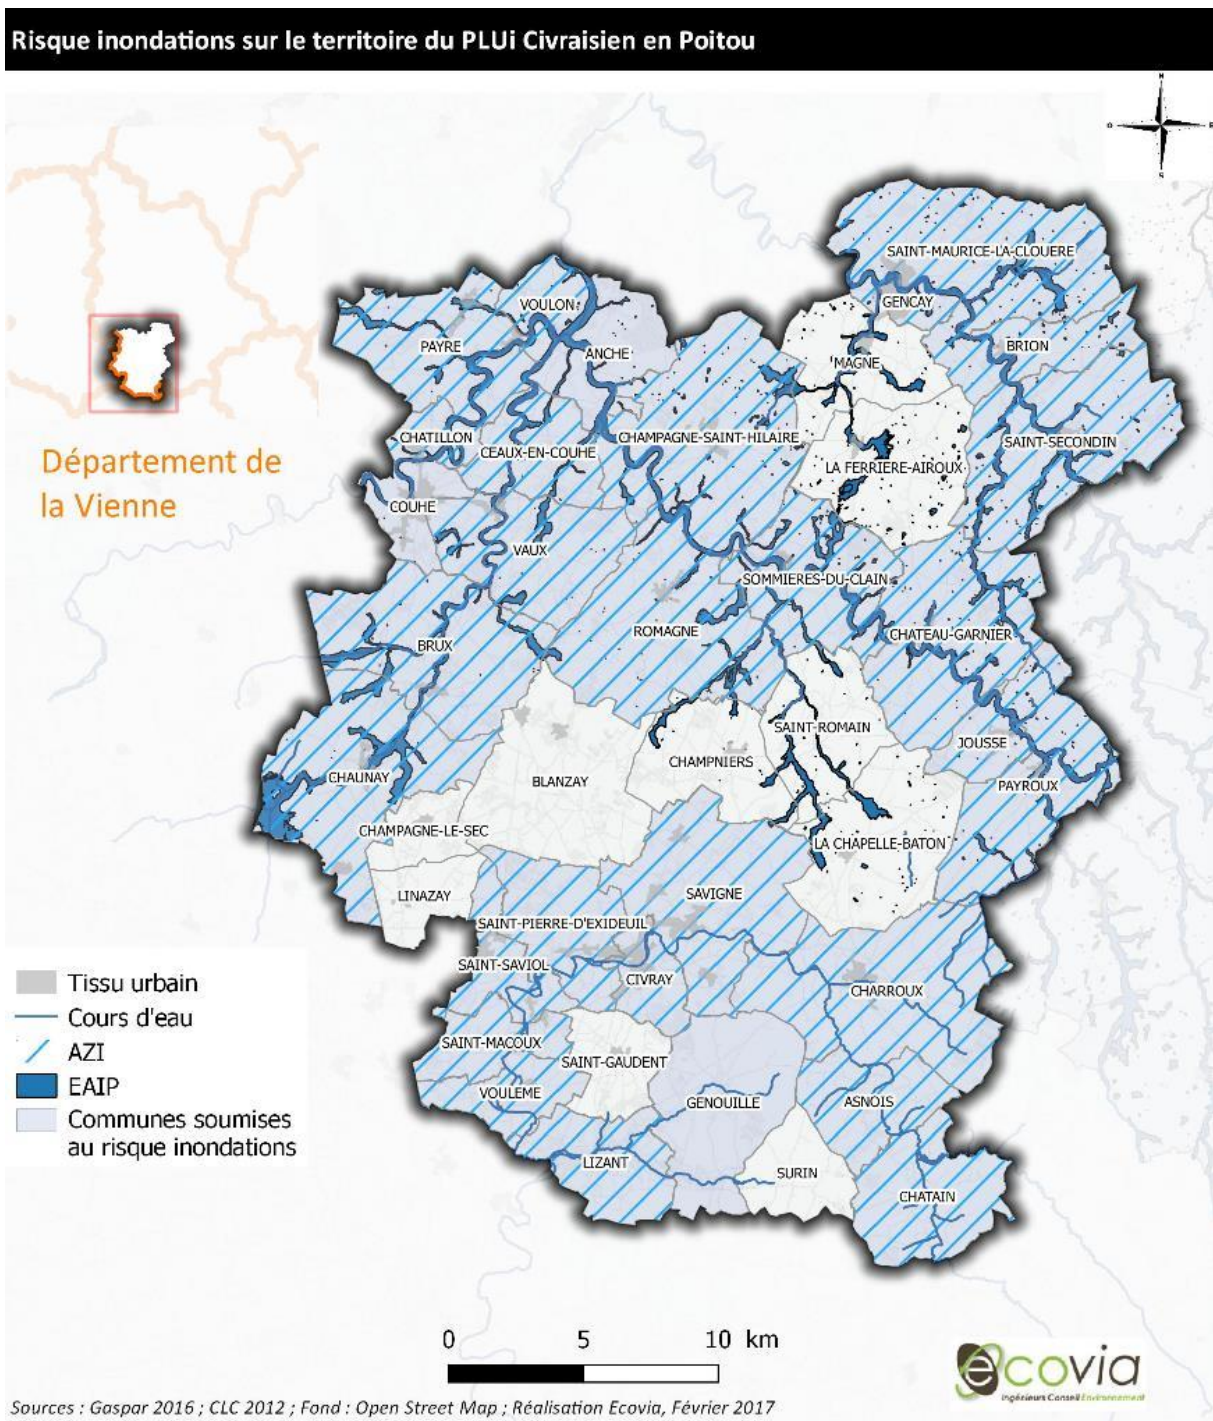 Risque inondations sur le territoire du PLUi Civraisien en Poitou
N
O
E
S
SAINT-MAURICE-LA-CLOUERE
GENCAY
VOULON
PAYRE
ANCHE
BRION
MAGNE
CHATILLON
CEAUX-EN-COUHE
CHAMPAGNE-SAINT-HILAIRE
SAINT-SECONDIN
LA FERRIERE-AIROUX
Département de
la Vienne
COUHE
VAUX
SOMMIERES-DU-CLAIN
ROMAGNE
CHATEAU-GARNIER
BRUX
SAINT-ROMAIN
JOUSSE
CHAMPNIERS
CHAUNAY
BLANZAY
PAYROUX
CHAMPAGNE-LE-SEC
LA CHAPELLE-BATON
LINAZAY
SAVIGNE
SAINT-PIERRE-D'EXIDEUIL
SAINT-SAVIOL
CIVRAY
CHARROUX
SAINT-MACOUX
SAINT-GAUDENT
VOULEME
GENOUILLE
ASNOIS
LIZANT
SURIN
CHATAIN
Tissu urbain
Cours d'eau
AZI
EAIP
Communes soumises
au risque inondations
0 5 10 km
ecovia
Ingénieurs Conseil Environnement
Sources : Gaspar 2016 ; CLC 2012 ; Fond : Open Street Map ; Réalisation Ecovia, Février 2017